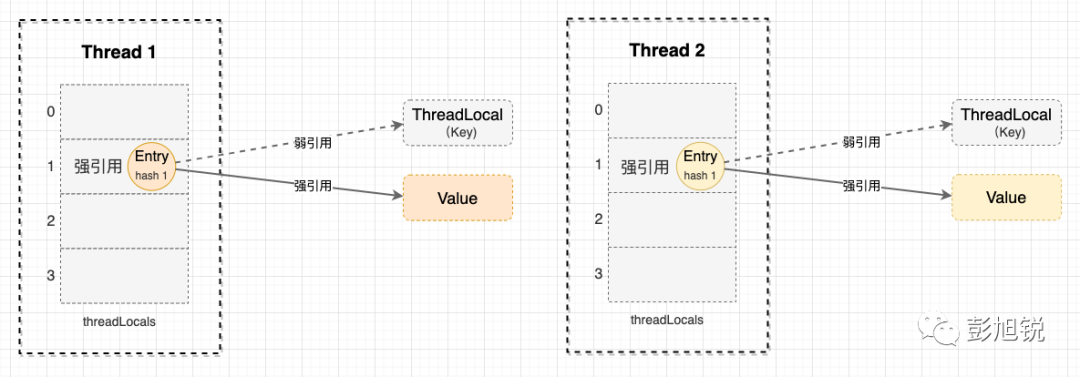 Thread 1
0
1
2
3
强引用
Entry
hash 1
threadLocals
弱引用
强引用
ThreadLocal
(Key)
Value
Thread 2
0
1
2
3
强引用
Entry
hash 1
threadLocals
弱引用
强引用
ThreadLocal
(Key)
Value
彭旭锐